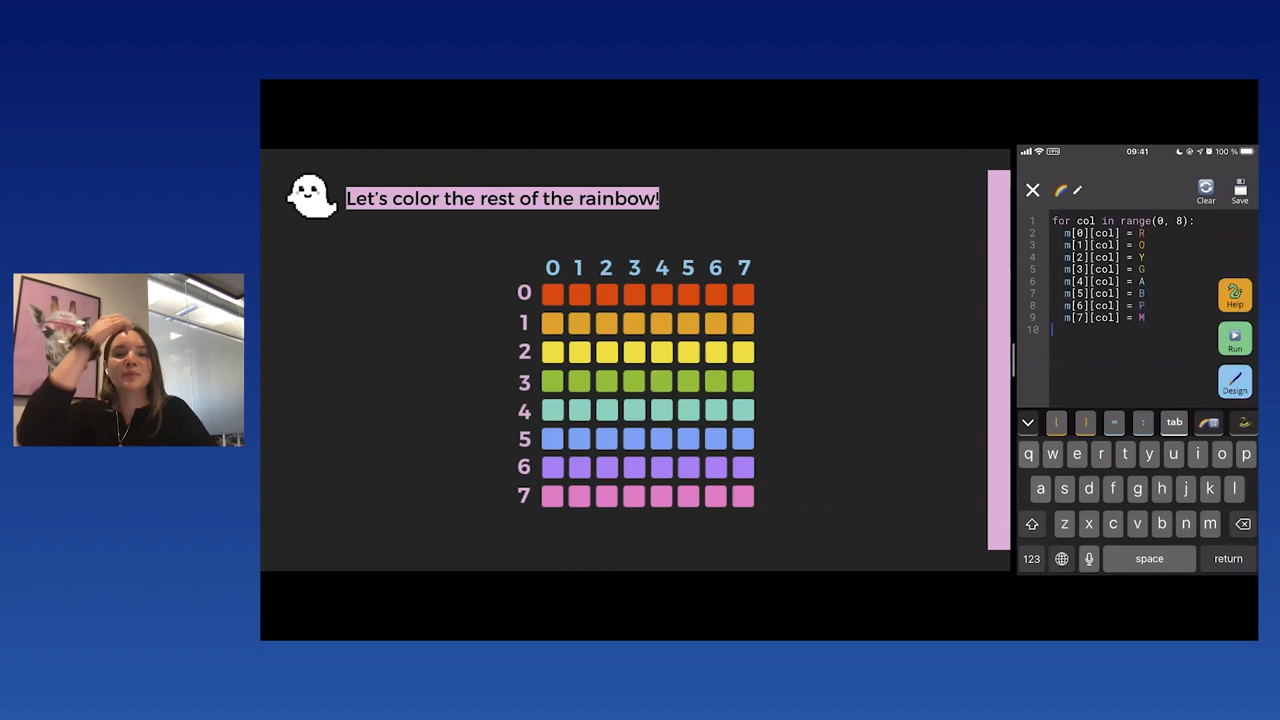 Let's color the rest of the rainbow!
0 1 2 3 4 5 6 7
0
1
2
3
4
5
6
7
VPN 09:41 100 %
Clear Save
1 for col in range(0, 8):
2 m[0][col] = R
3 m[1][col] = O
4 m[2][col] = Y
5 m[3][col] = G
6 m[4][col] = A
7 m[5][col] = B
8 m[6][col] = P
9 m[7][col] = M
10
Help
Run
Design
[ ] = : tab
q w e r t y u i o p
a s d f g h j k l
z x c v b n m
123 space return